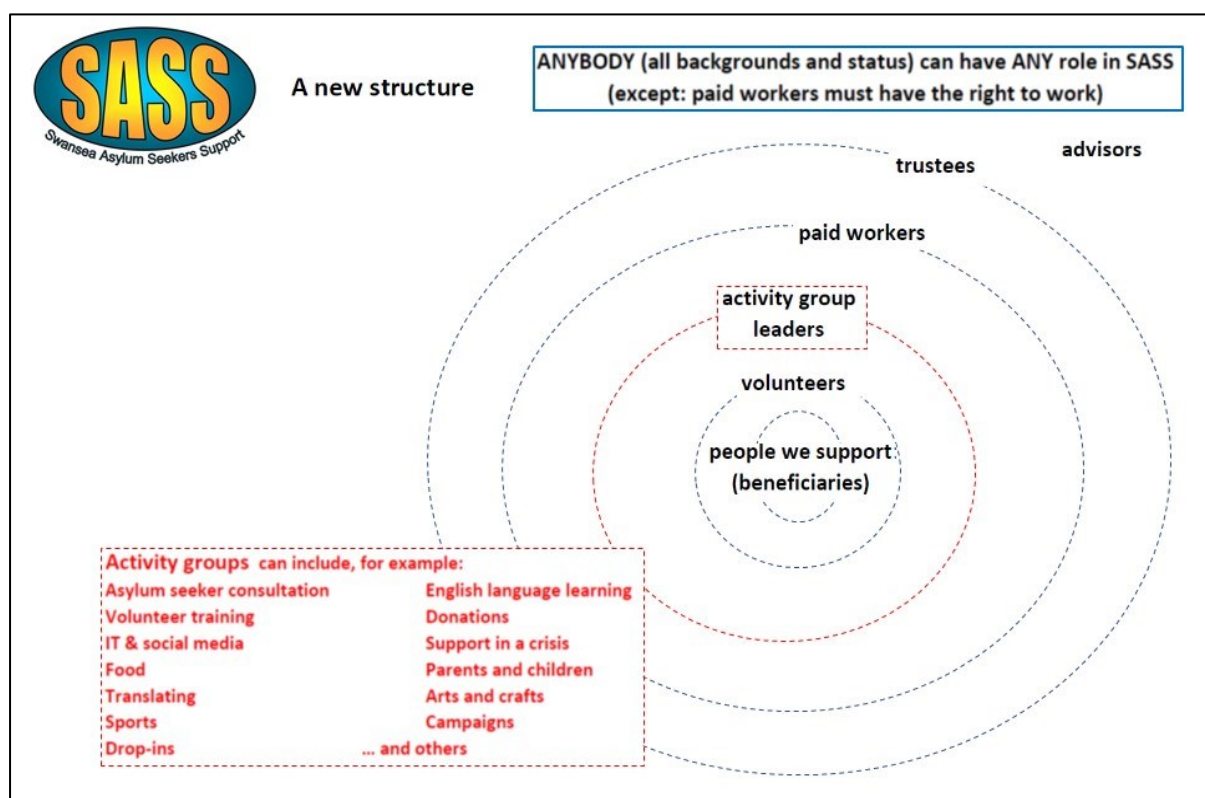 SASS
Swansea Asylum Seekers Support
A new structure
ANYBODY (all backgrounds and status) can have ANY role in SASS
(except: paid workers must have the right to work)
advisors
trustees
paid workers
activity group
leaders
volunteers
people we support
(beneficiaries)
Activity groups can include, for example:
Asylum seeker consultation
English language learning
Volunteer training
Donations
IT & social media
Support in a crisis
Food
Parents and children
Translating
Arts and crafts
Sports
Campaigns
Drop-ins
... and others